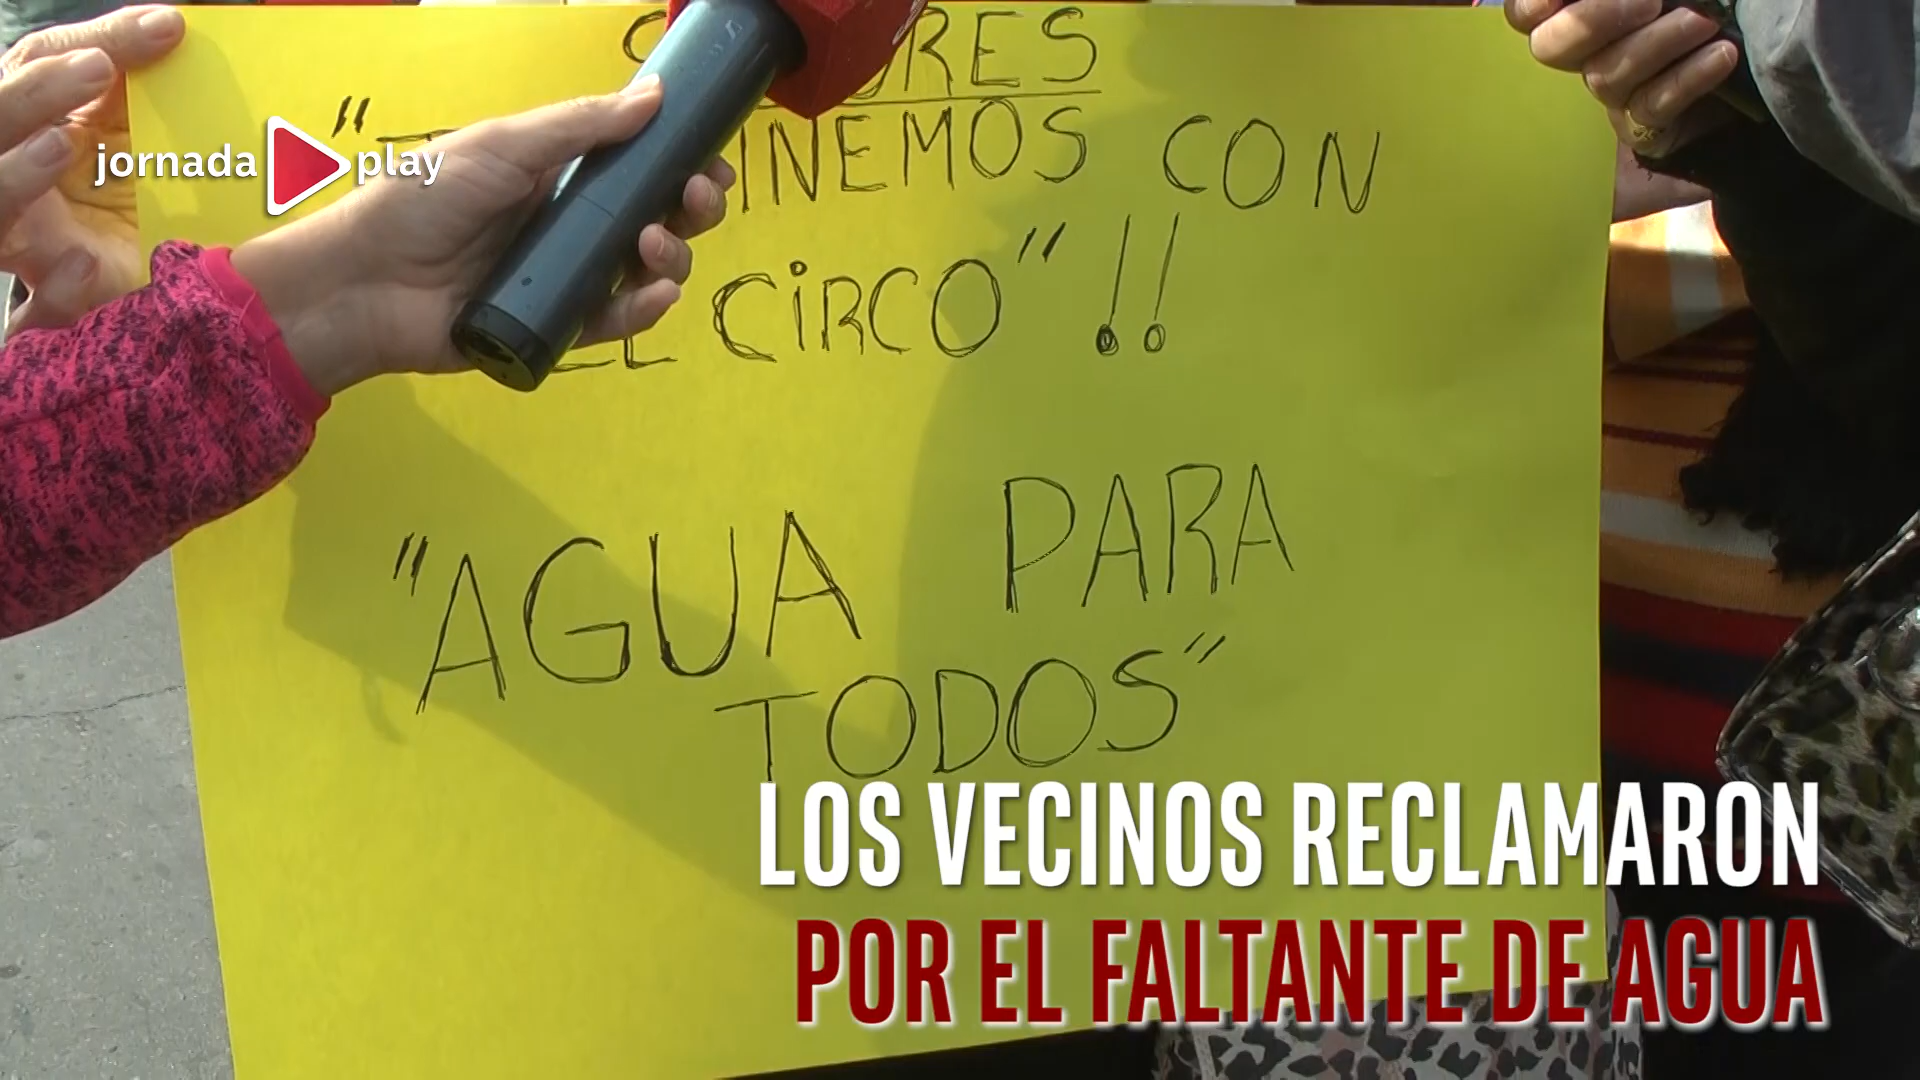 jornada play
CON
CIRCO"!!
"AGUA PARA
TODOS"
LOS VECINOS RECLAMARON
POR EL FALTANTE DE AGUA